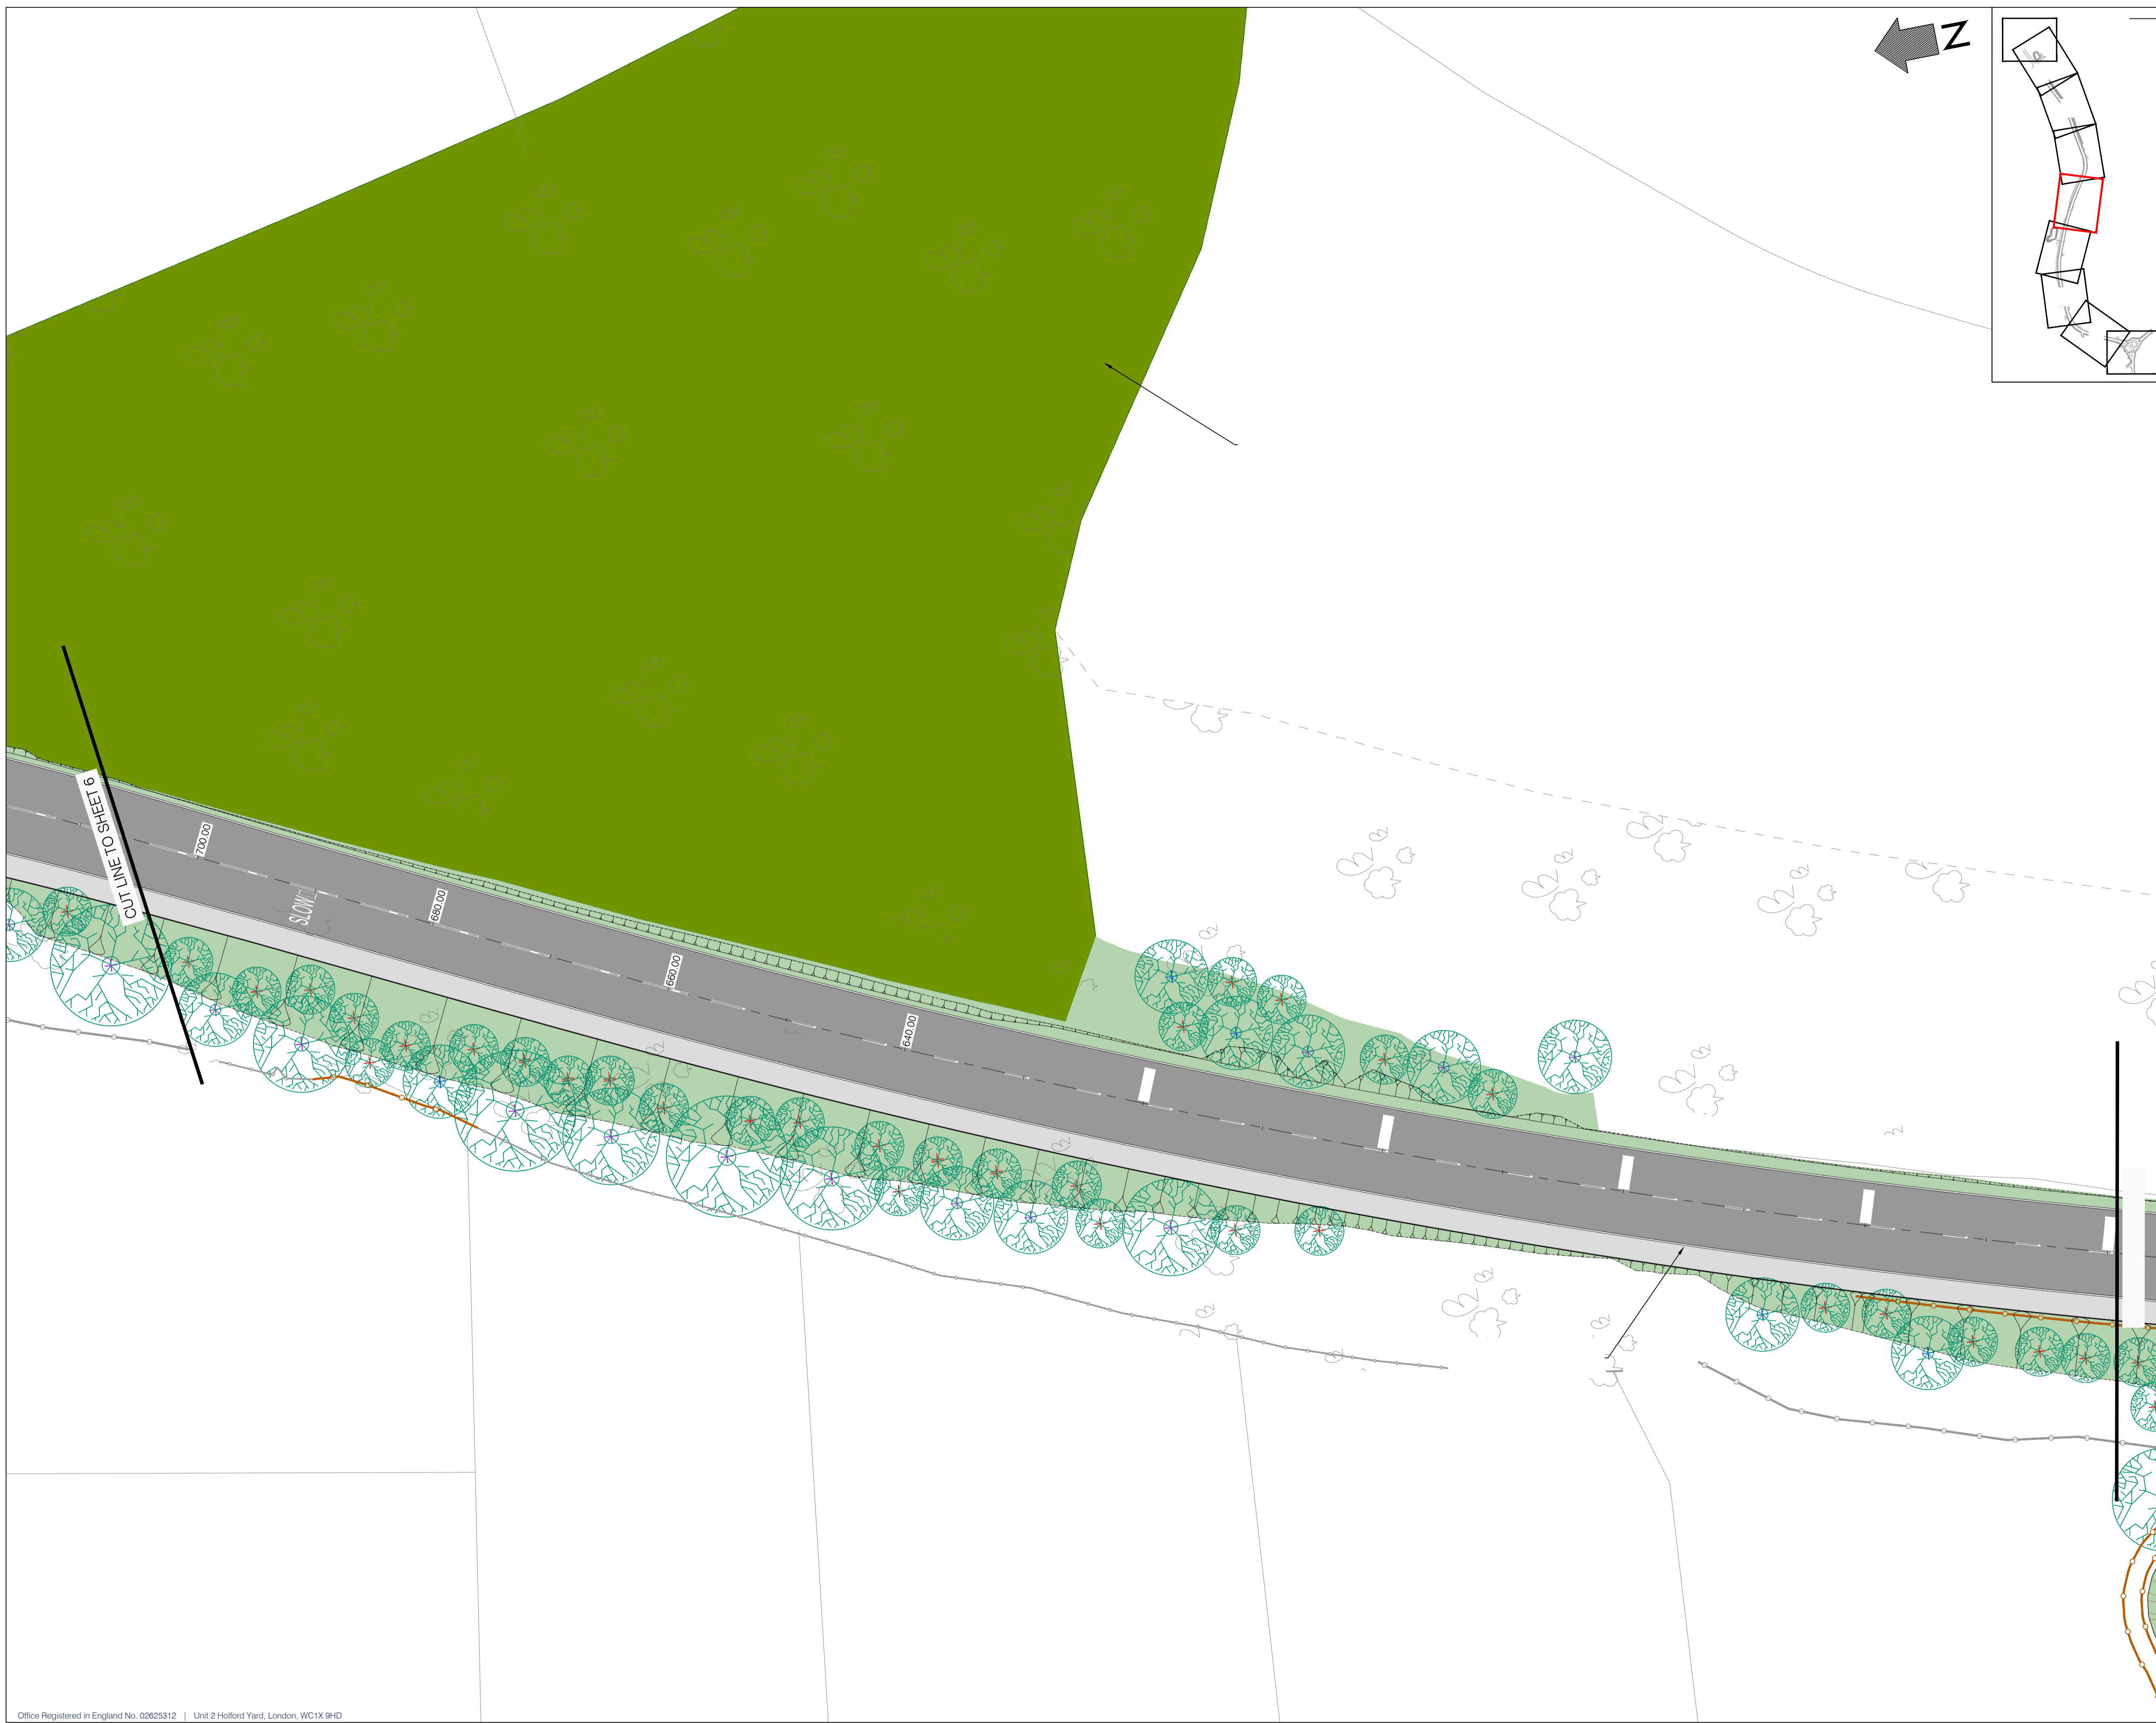 N
CUT LINE TO SHEET 6
700.00
SLOW
680.00
660.00
640.00
Office Registered in England No. 02625312 | Unit 2 Holford Yard, London, WC1X 9HD